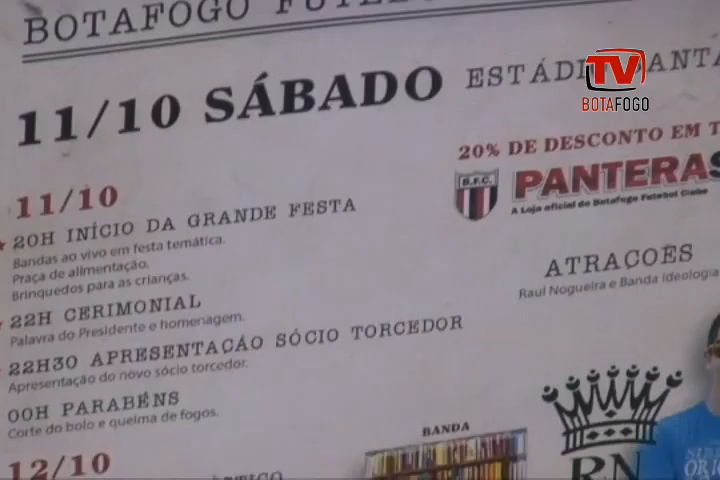 BOTAFOGO
11/10 SÁBADO
TV
BOTAFOGO
20% DE DESCONTO EM
B.F.C.
PANTERAS
A Loja oficial do Botafogo Futebol Clube
11/10
20H INÍCIO DA GRANDE FESTA
Bandas ao vivo em festa temática.
Praça de alimentação.
Brinquedos para as crianças.
ATRAÇOES
Raul Nogueira e Banda Ideologia
22H CERIMONIAL
Palavra do Presidente e homenagem.
22H30 APRESENTAÇÃO SÓCIO TORCEDOR
Apresentação do novo sócio torcedor.
00H PARABÉNS
Corte do bolo e queima de fogos.
BANDA
RN
12/10